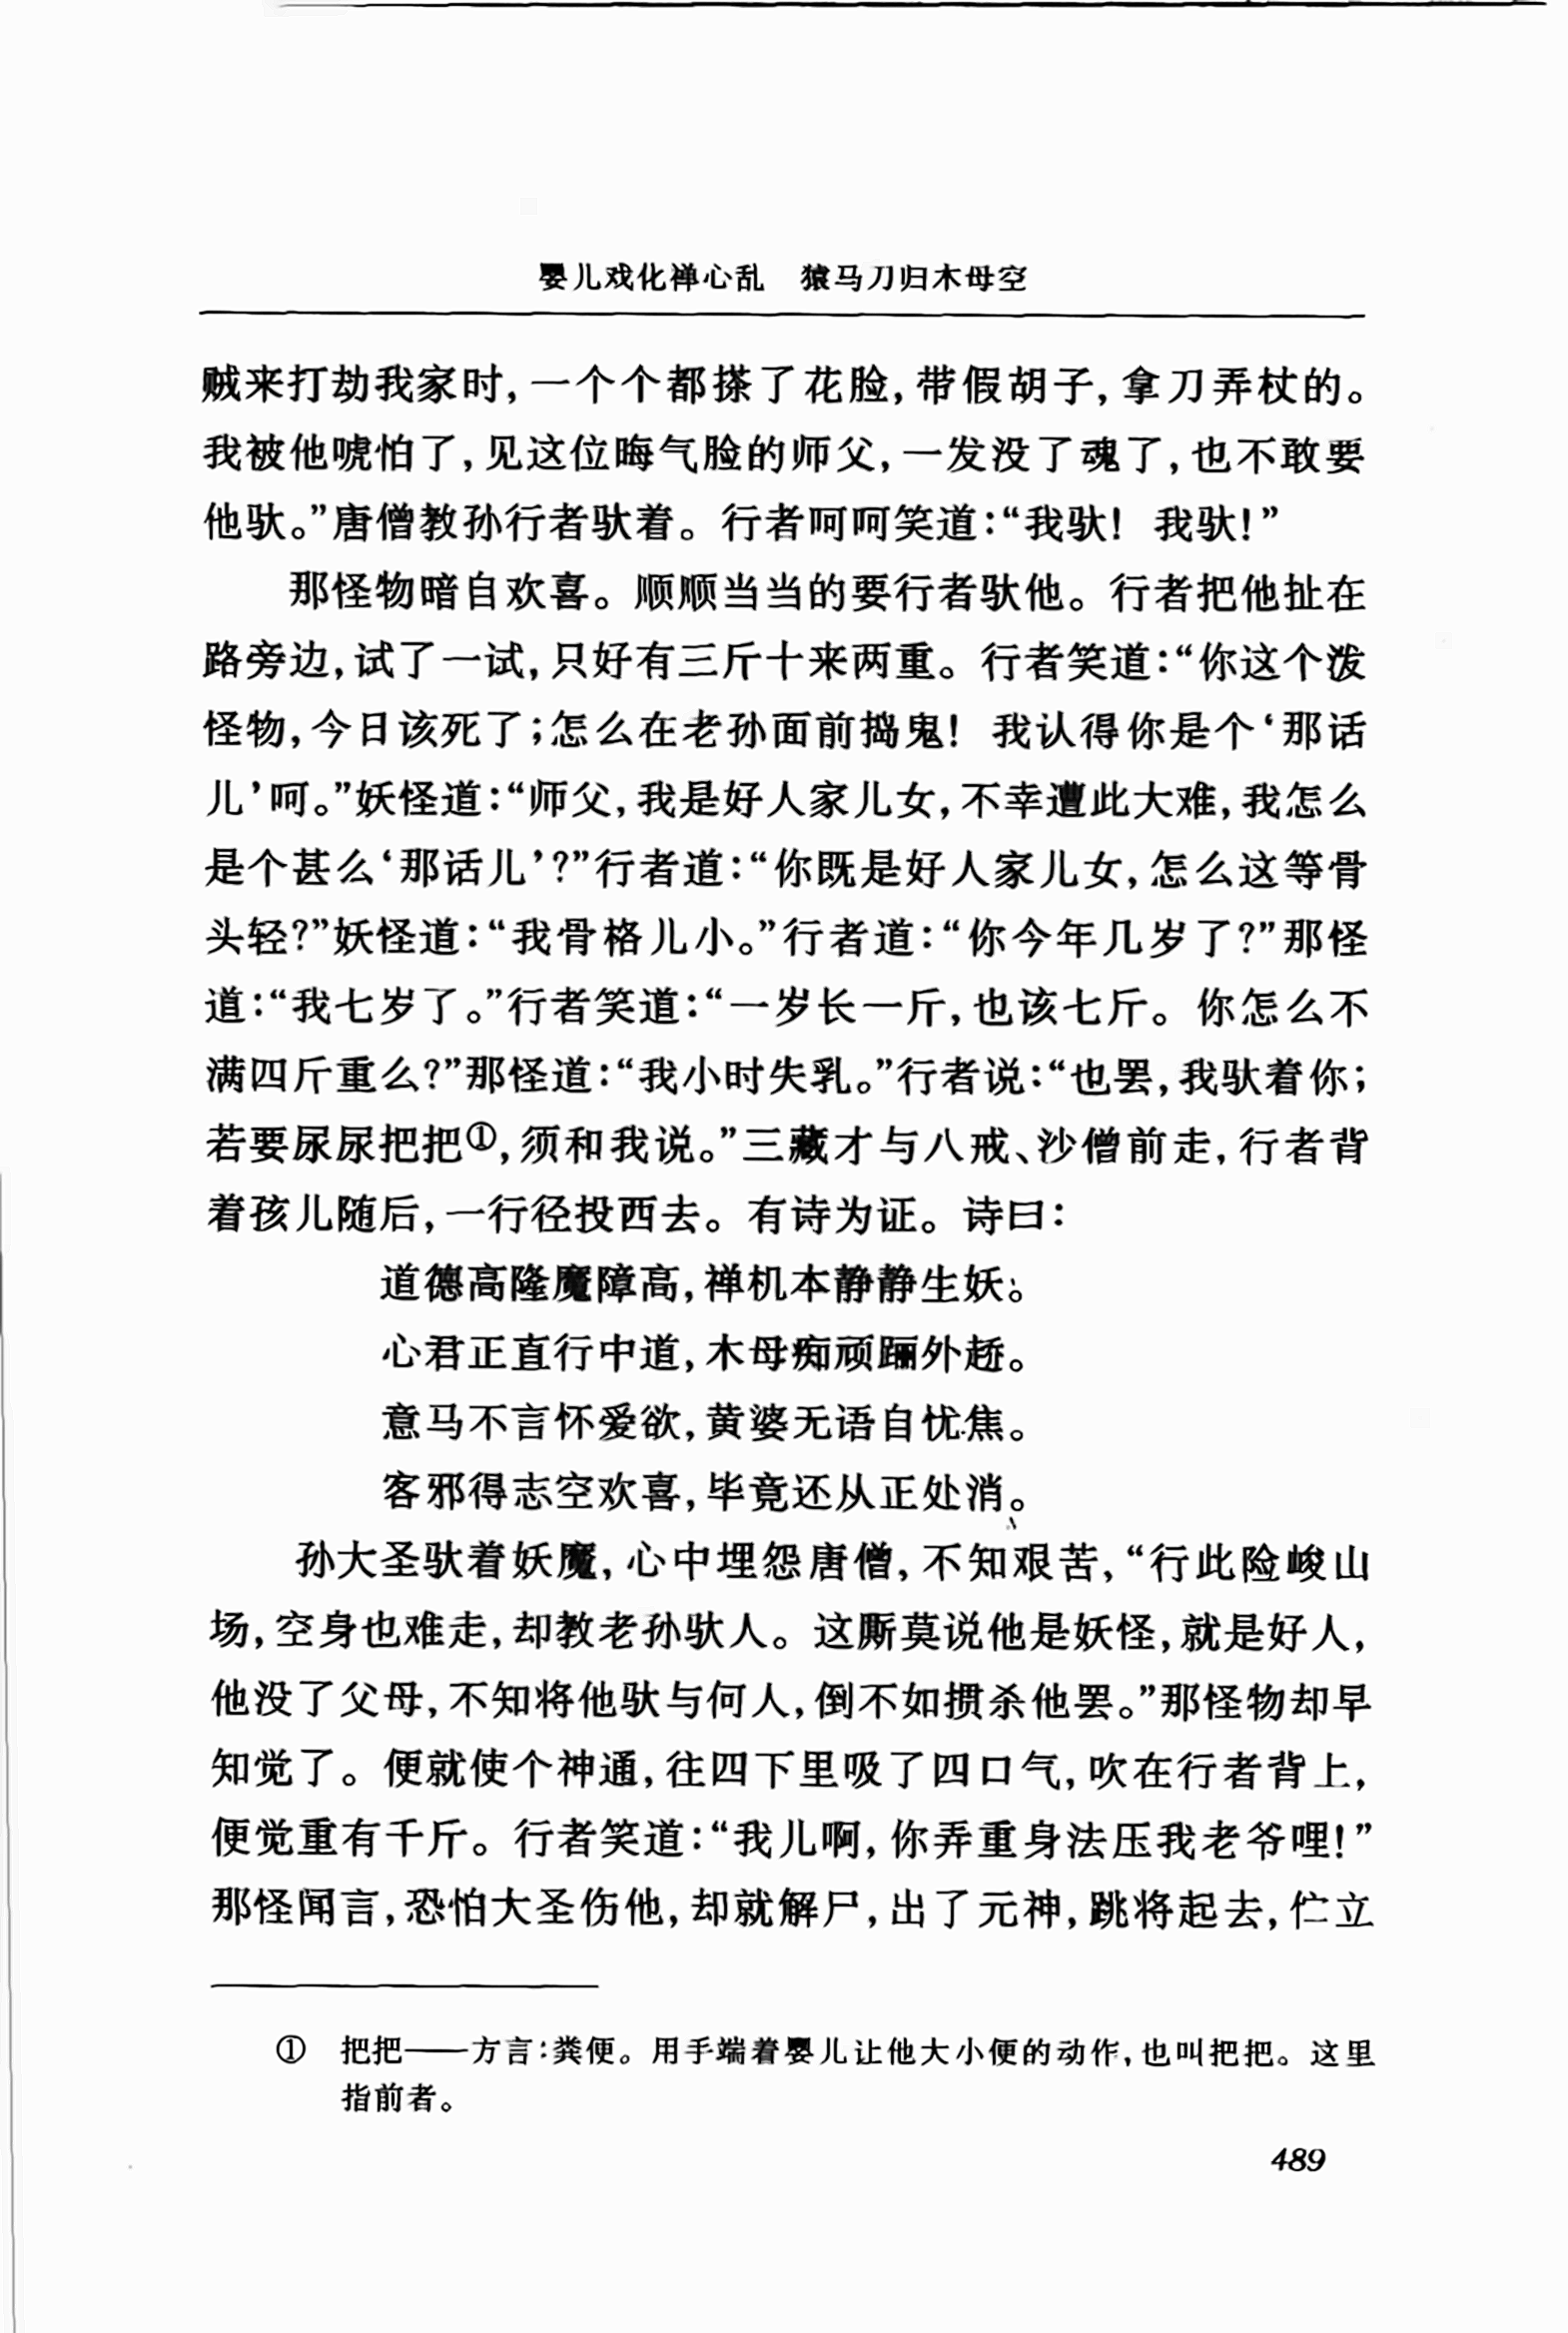 婴儿戏化禅心乱　猿马刀归木母空
贼来打劫我家时,一个个都搽了花脸,带假胡子,拿刀弄杖的。
我被他唬怕了,见这位晦气脸的师父,一发没了魂了,也不敢要
他驮。”唐僧教孙行者驮着。行者呵呵笑道:“我驮! 我驮!”
那怪物暗自欢喜。顺顺当当的要行者驮他。行者把他扯在
路旁边,试了一试,只好有三斤十来两重。行者笑道:“你这个泼
怪物,今日该死了;怎么在老孙面前捣鬼! 我认得你是个‘那话
儿’呵。”妖怪道:“师父,我是好人家儿女,不幸遭此大难,我怎么
是个甚么‘那话儿’?”行者道:“你既是好人家儿女,怎么这等骨
头轻?”妖怪道:“我骨格儿小。”行者道:“你今年几岁了?”那怪
道:“我七岁了。”行者笑道:“一岁长一斤,也该七斤。你怎么不
满四斤重么?”那怪道:“我小时失乳。”行者说:“也罢,我驮着你;
若要尿尿把把①,须和我说。”三藏才与八戒、沙僧前走,行者背
着孩儿随后,一行径投西去。有诗为证。诗曰:
道德高隆魔障高,禅机本静静生妖。
心君正直行中道,木母痴顽躧外趫。
意马不言怀爱欲,黄婆无语自忧焦。
客邪得志空欢喜,毕竟还从正处消。
孙大圣驮着妖魔,心中埋怨唐僧,不知艰苦,“行此险峻山
场,空身也难走,却教老孙驮人。这厮莫说他是妖怪,就是好人,
他没了父母,不知将他驮与何人,倒不如掼杀他罢。”那怪物却早
知觉了。便就使个神通,往四下里吸了四口气,吹在行者背上,
便觉重有千斤。行者笑道:“我儿啊,你弄重身法压我老爷哩!”
那怪闻言,恐怕大圣伤他,却就解尸,出了元神,跳将起去,伫立
①　把把——方言:粪便。用手端着婴儿让他大小便的动作,也叫把把。这里
指前者。
489